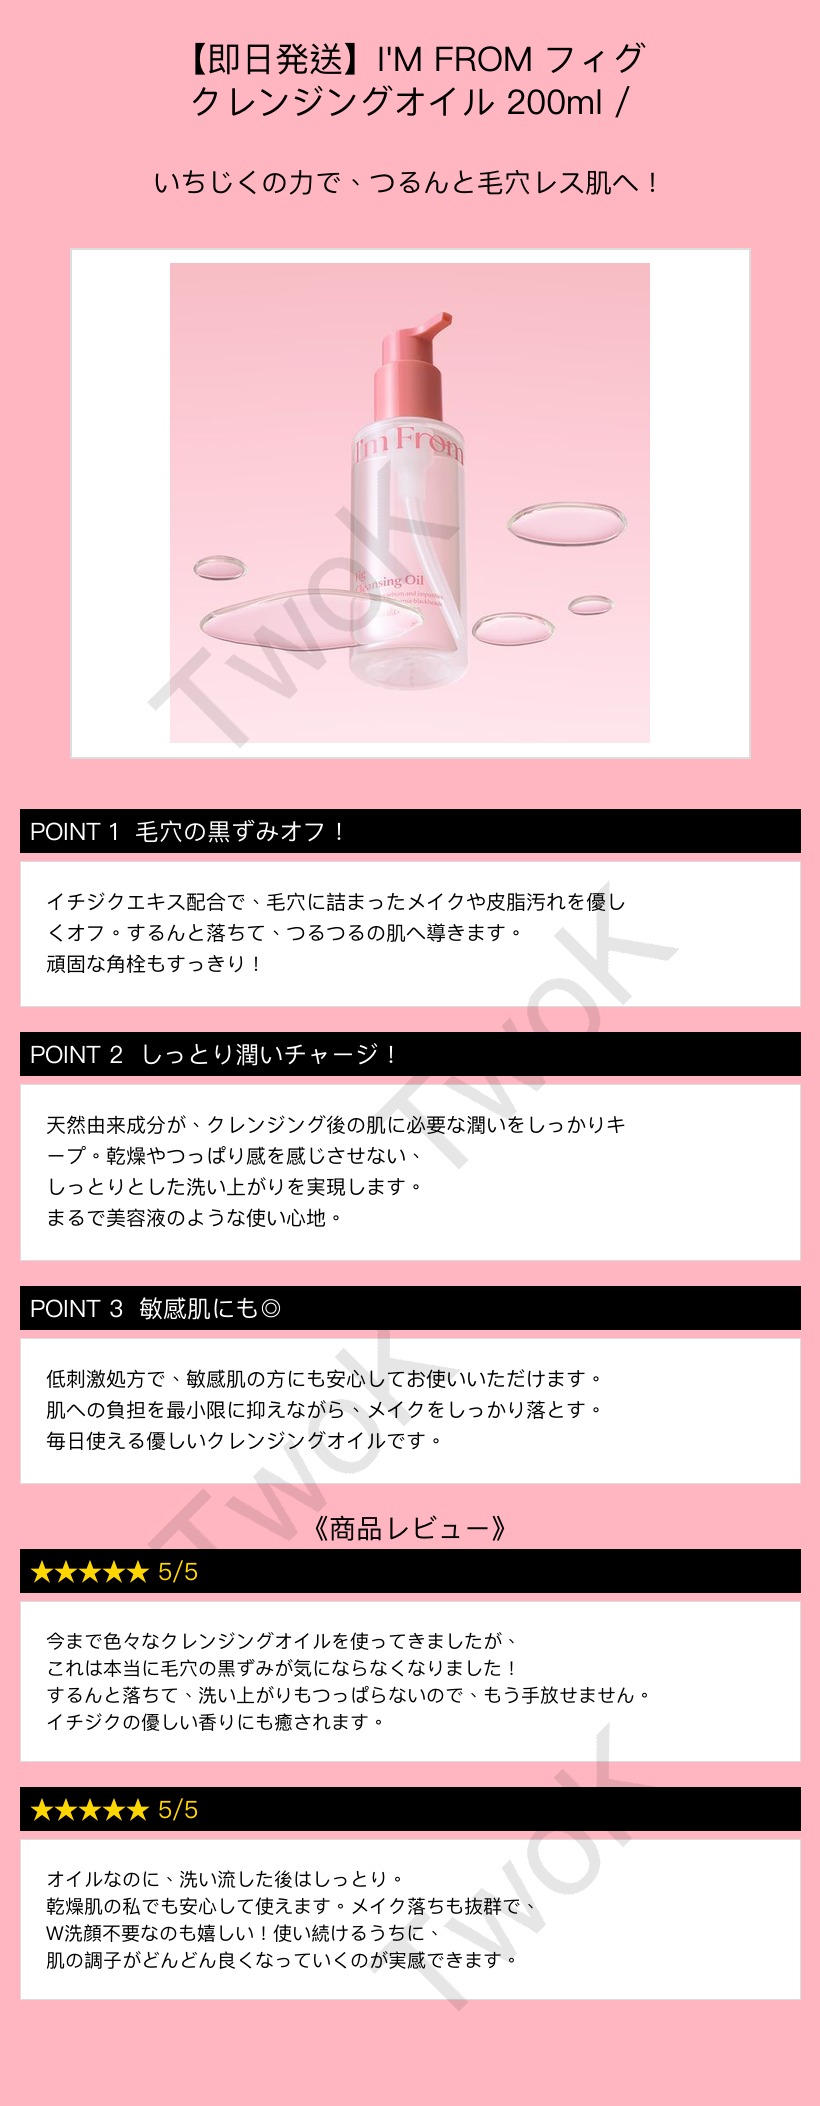 【即日発送】I'M FROM フィグ
クレンジングオイル 200ml /
いちじくの力で、つるんと毛穴レス肌へ！
I'm From
fig
Cleansing Oil
TwoK
POINT 1 毛穴の黒ずみオフ！
イチジクエキス配合で、毛穴に詰まったメイクや皮脂汚れを優し
くオフ。するんと落ちて、つるつるの肌へ導きます。
頑固な角栓もすっきり！
TwoK
POINT 2 しっとり潤いチャージ！
天然由来成分が、クレンジング後の肌に必要な潤いをしっかりキ
ープ。乾燥やつっぱり感を感じさせない、
しっとりとした洗い上がりを実現します。
まるで美容液のような使い心地。
POINT 3 敏感肌にも◎
低刺激処方で、敏感肌の方にも安心してお使いいただけます。
肌への負担を最小限に抑えながら、メイクをしっかり落とす。
毎日使える優しいクレンジングオイルです。
TwoK
《商品レビュー》
★★★★★ 5/5
今まで色々なクレンジングオイルを使ってきましたが、
これは本当に毛穴の黒ずみが気にならなくなりました！
するんと落ちて、洗い上がりもつっぱらないので、もう手放せません。
イチジクの優しい香りにも癒されます。
★★★★★ 5/5
オイルなのに、洗い流した後はしっとり。
乾燥肌の私でも安心して使えます。メイク落ちも抜群で、
W洗顔不要なのも嬉しい！使い続けるうちに、
肌の調子がどんどん良くなっていくのが実感できます。
TwoK